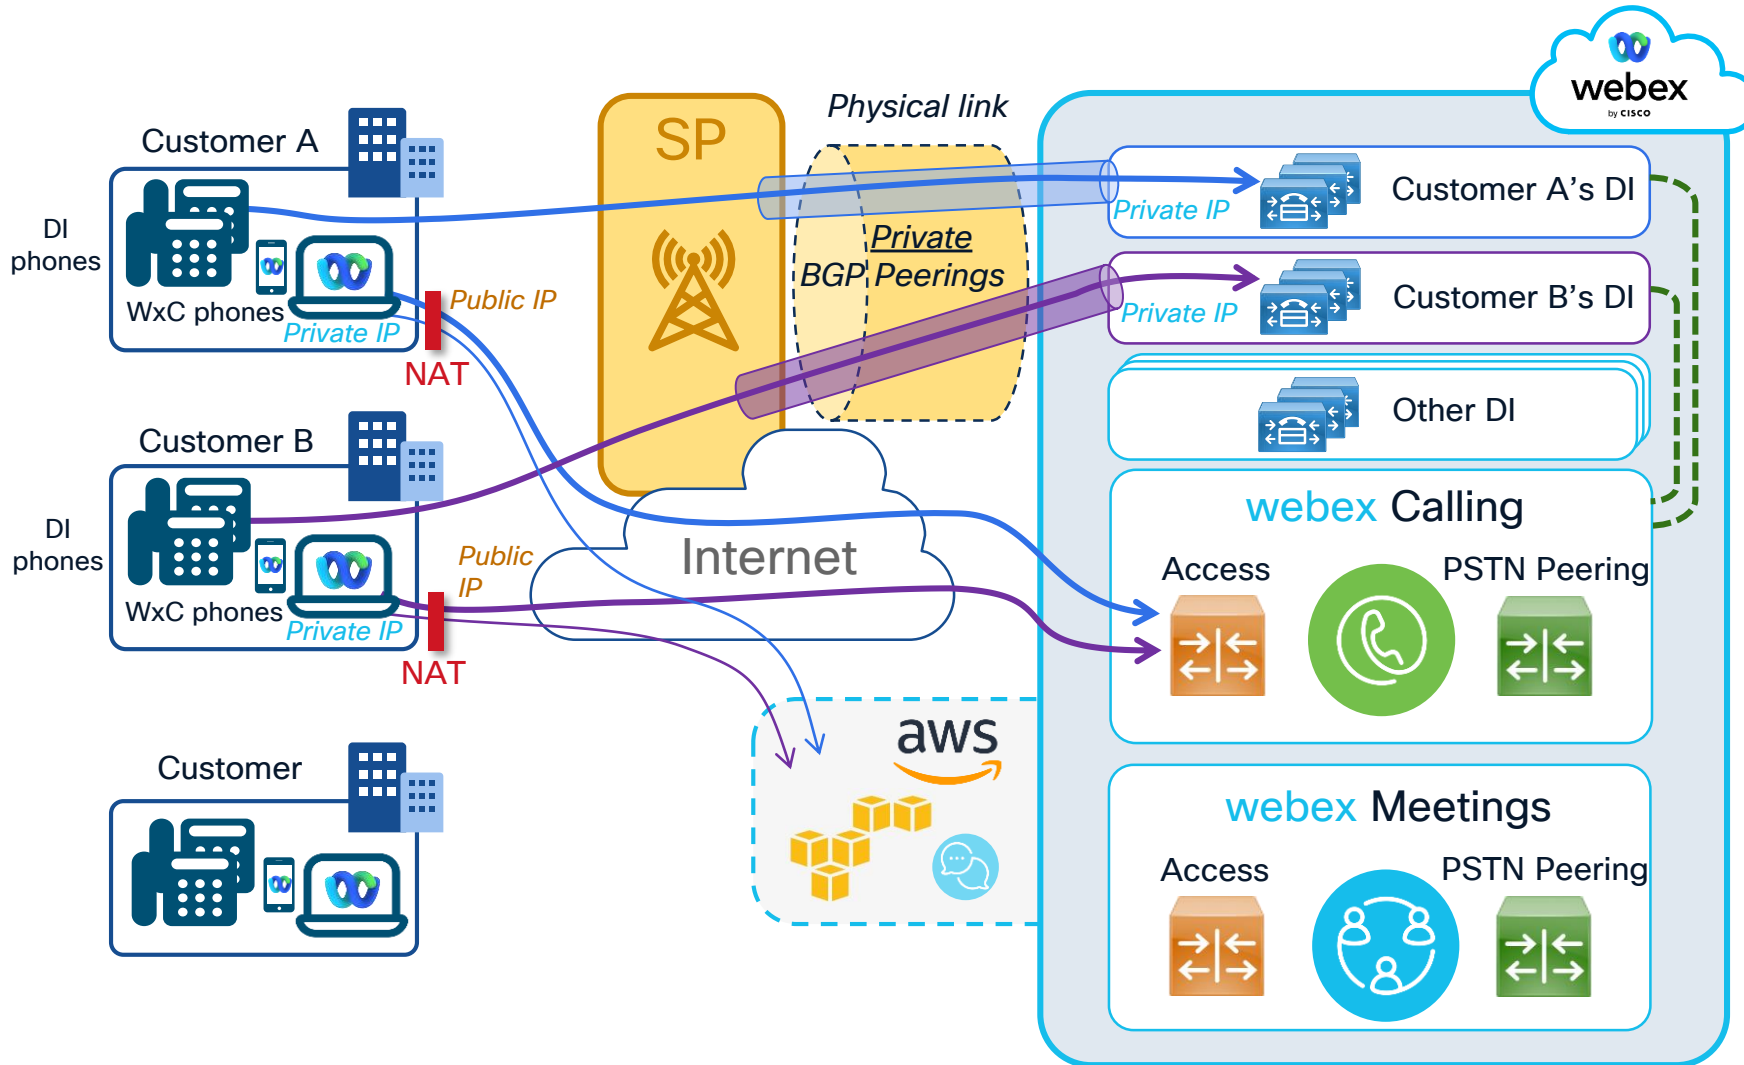 webex
by CISCO
Physical link
SP
Customer A
Customer A's DI
Private IP
DI
phones
Private
BGP Peerings
Customer B's DI
Public IP
WxC phones
Private IP
Private IP
NAT
Other DI
Customer B
webex Calling
DI
phones
Internet
Public
IP
Access
PSTN Peering
WxC phones
Private IP
NAT
aws
Customer
webex Meetings
Access
PSTN Peering